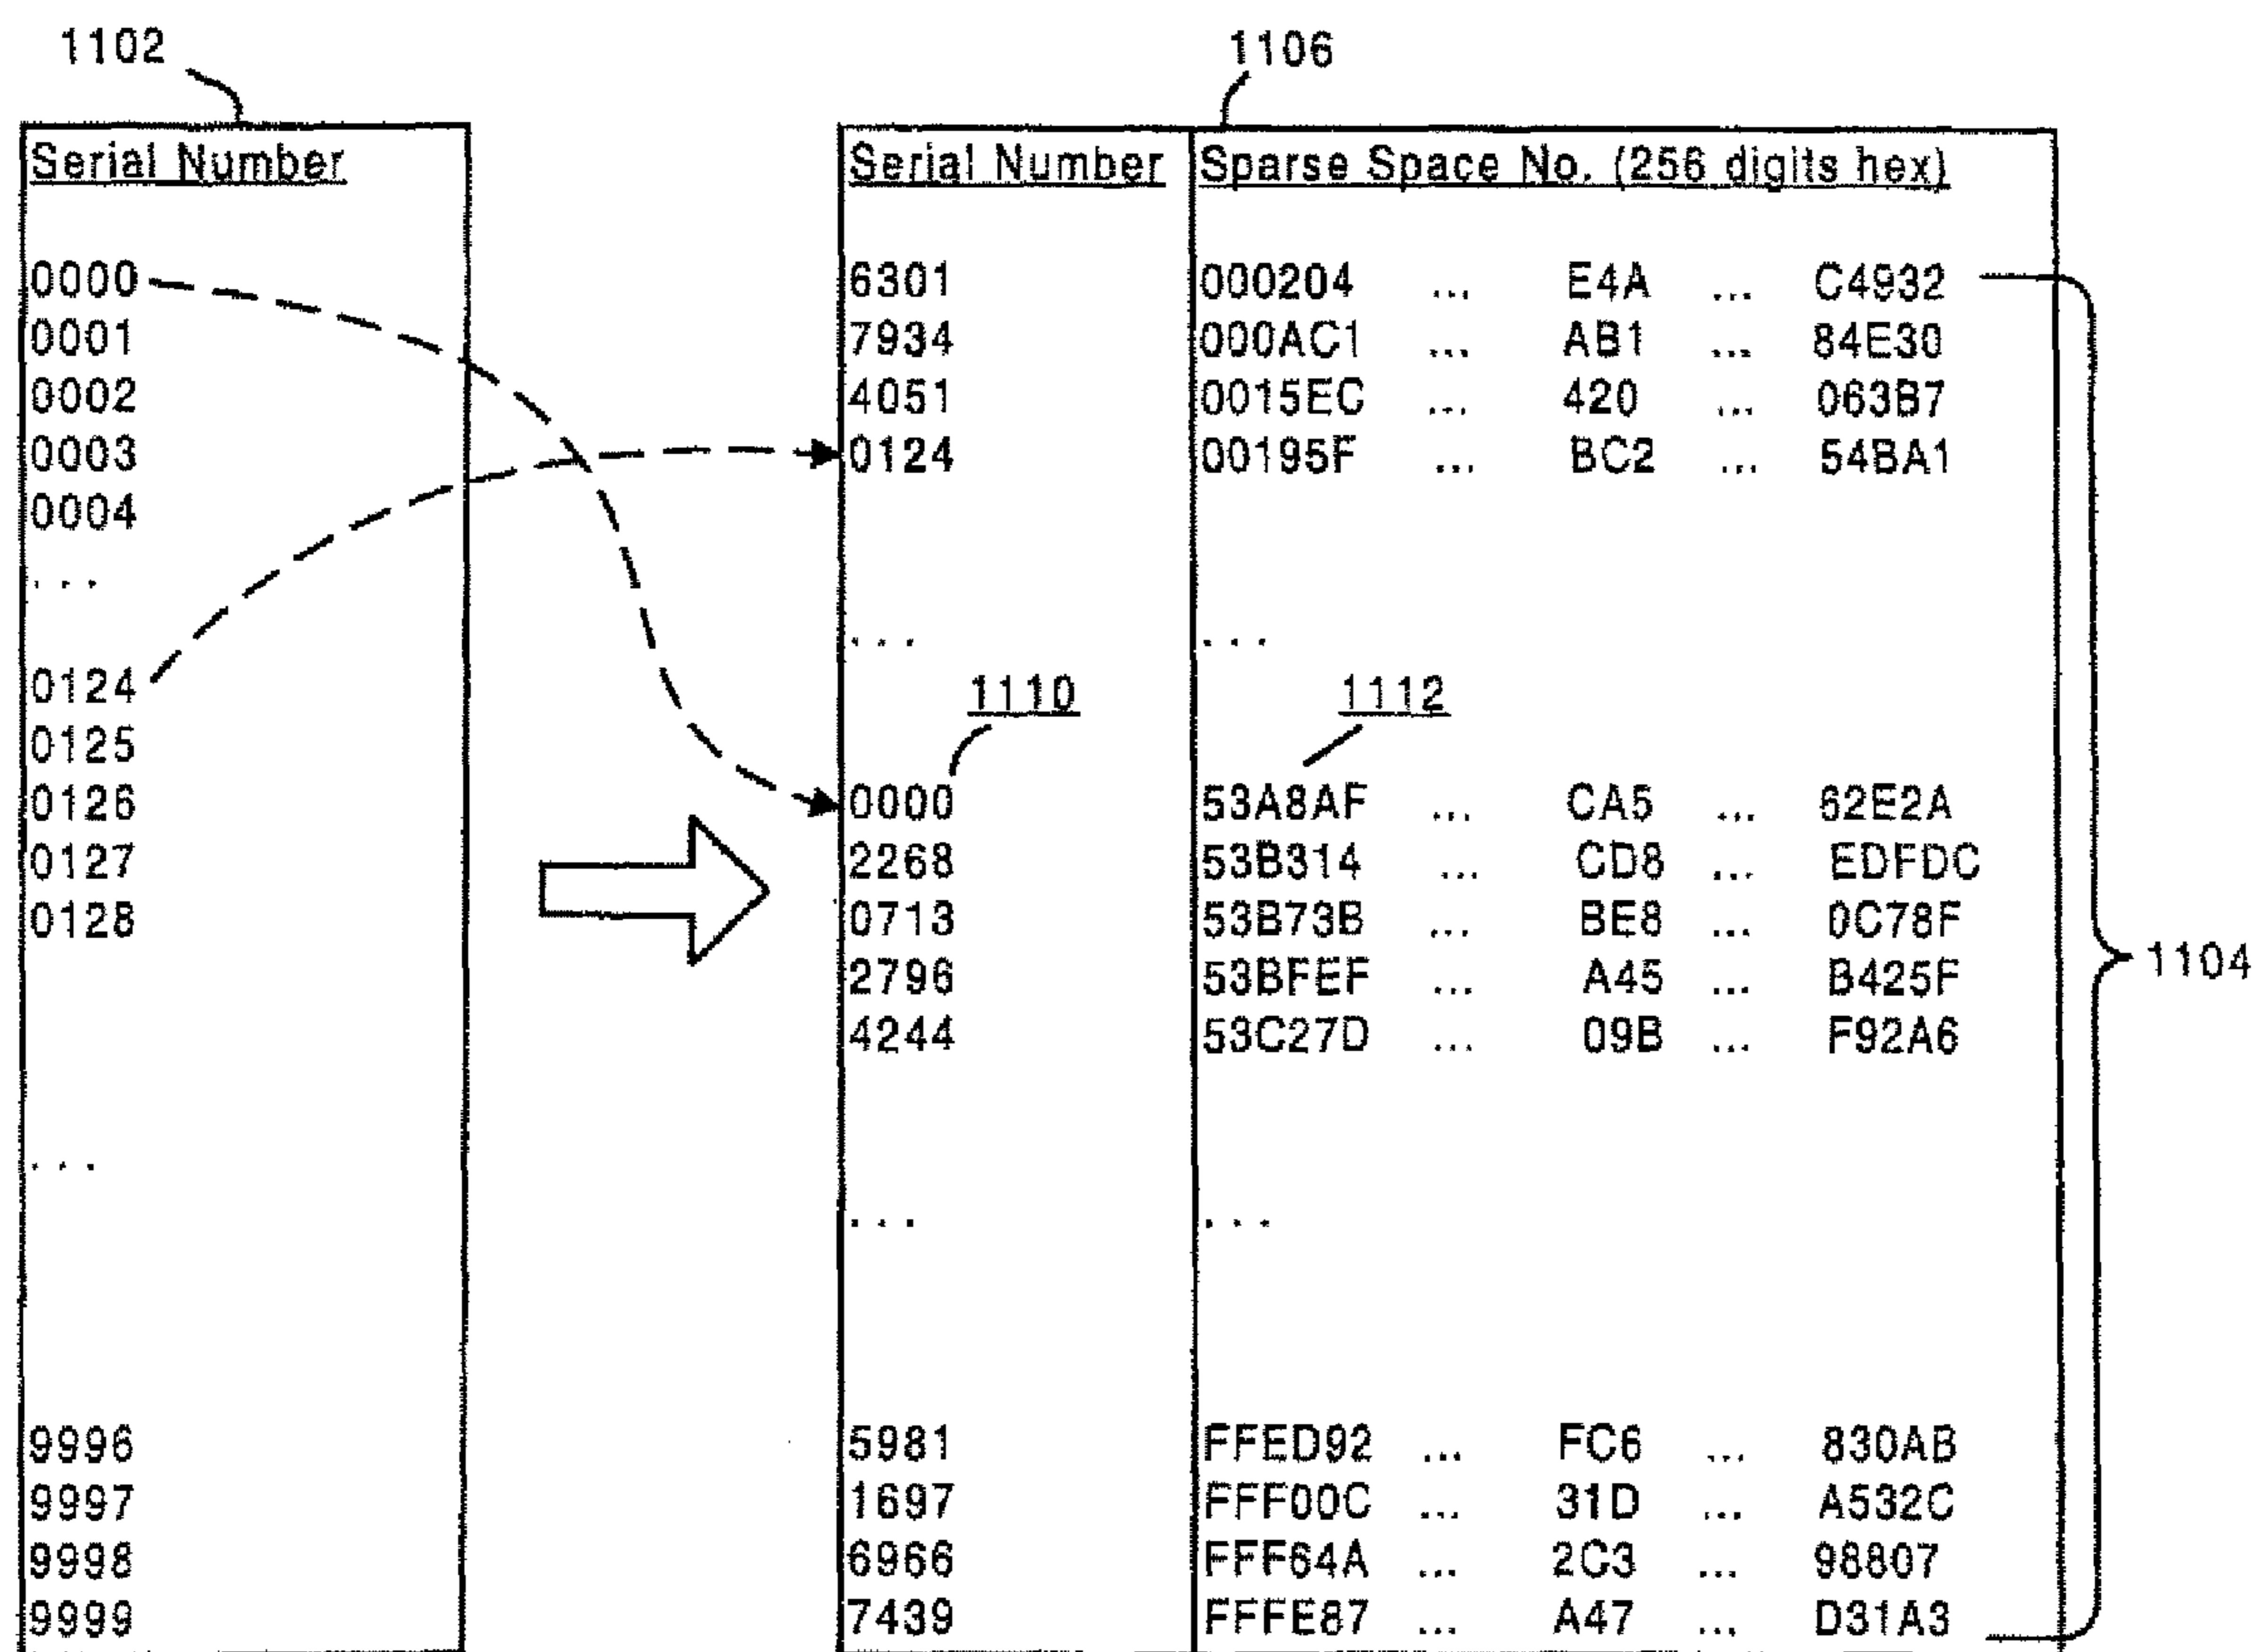 1102
1106
Serial Number
Serial Number Sparse Space No. (256 digits hex)
0000
6301 000204 ... E4A ... C4932
0001
7934 000AC1 ... AB1 ... 84E30
0002
4051 0015EC ... 420 ... 063B7
0003
0124 00195F ... BC2 ... 54BA1
0004
...
... ...
0124
1110 1112
0125
0126
0000 53A8AF ... CA5 ... 62E2A
0127
2268 53B314 ... CD8 ... EDFDC
0128
0713 53B73B ... BE8 ... 0C78F
2796 53BFEF ... A45 ... B425F
1104
4244 53C27D ... 09B ... F92A6
...
... ...
9996
5981 FFED92 ... FC6 ... 830AB
9997
1697 FFF00C ... 31D ... A532C
9998
6966 FFF64A ... 2C3 ... 98807
9999
7439 FFFE87 ... A47 ... D31A3